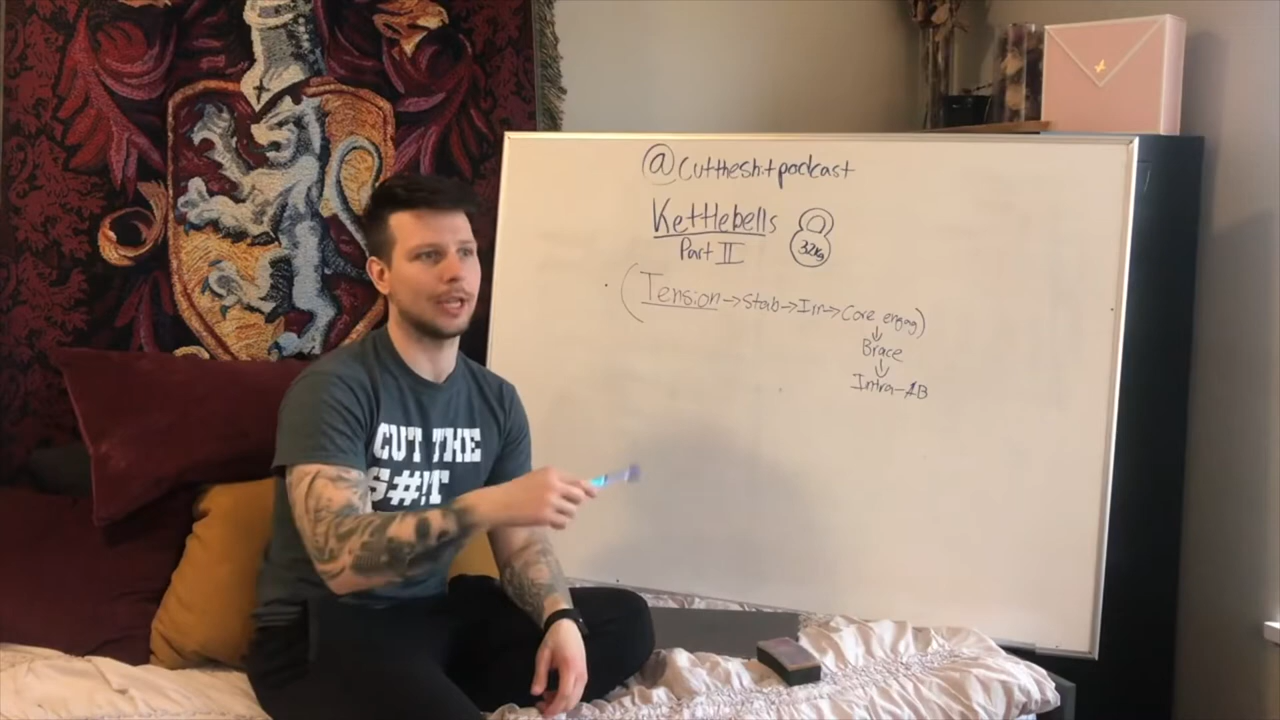 @cuttheshitpodcast
Kettlebells
32kg
Part II
(Tension→Stab→Irr→Core engag)
↓
Brace
↓
Intra-AB
CUT THE
S#!T